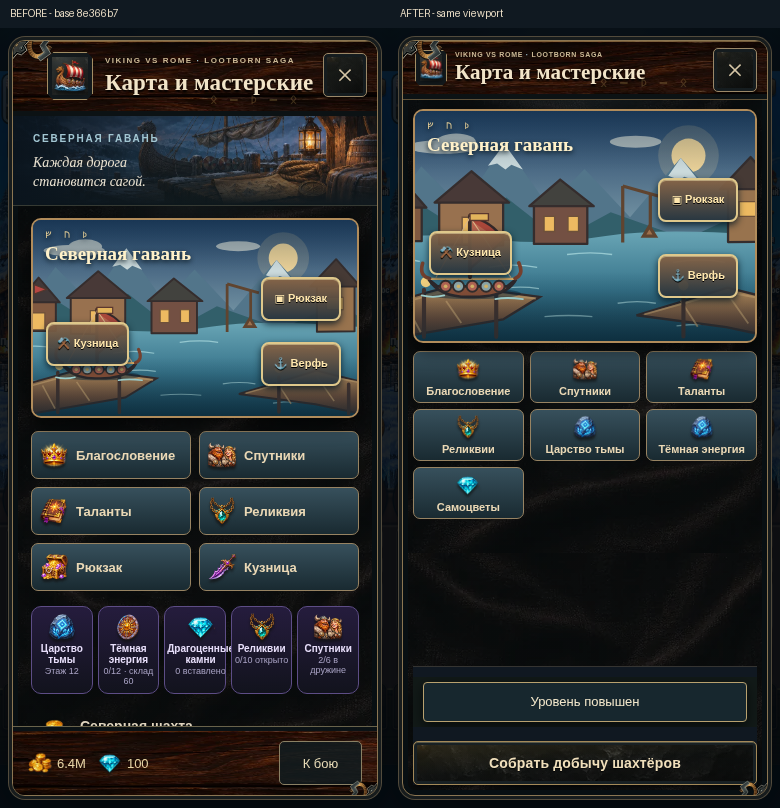 BEFORE · base 8e366b7
VIKING VS ROME · LOOTBORN SAGA
Карта и мастерские
СЕВЕРНАЯ ГАВАНЬ
Каждая дорога
становится сагой.
ᚠ ᚢ ᚦ
Северная гавань
Рюкзак
Кузница
Верфь
Благословение
Спутники
Таланты
Реликвия
Рюкзак
Кузница
Царство тьмы
Этаж 12
Тёмная энергия
0/12 · склад 60
Драгоценные камни
0 вставлено
Реликвии
0/10 открыто
Спутники
2/6 в дружине
Северная шахта
6.4M
100
К бою
AFTER · same viewport
VIKING VS ROME · LOOTBORN SAGA
Карта и мастерские
ᚠ ᚢ ᚦ
Северная гавань
Рюкзак
Кузница
Верфь
Благословение
Спутники
Таланты
Реликвии
Царство тьмы
Тёмная энергия
Самоцветы
Уровень повышен
Собрать добычу шахтёров